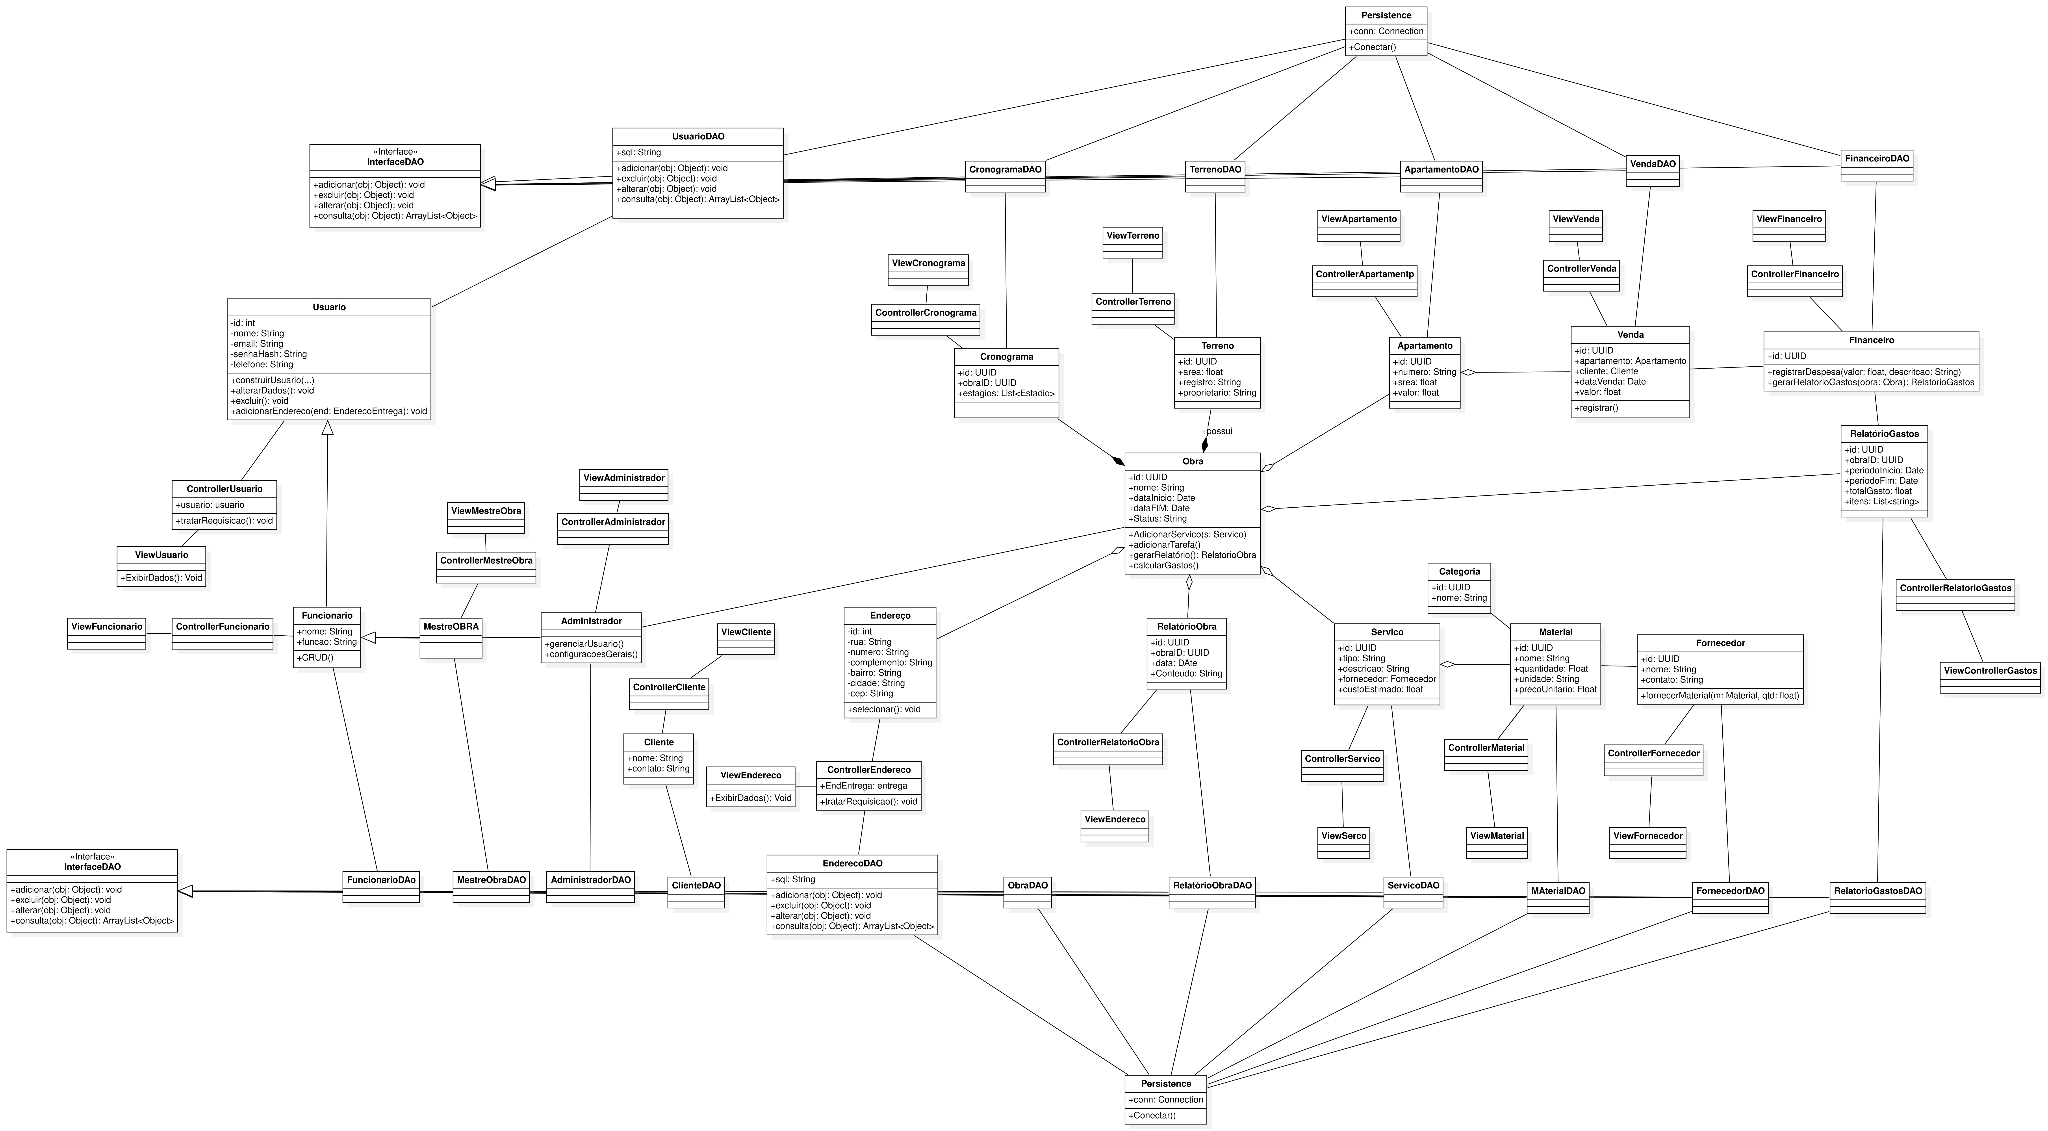 Persistence
+conn: Connection
+Conectar()
UsuarioDAO
+sql: String
+adicionar(obj: Object): void
+excluir(obj: Object): void
+alterar(obj: Object): void
+consulta(obj: Object): ArrayList<Object>
«Interface»
InterfaceDAO
+adicionar(obj: Object): void
+excluir(obj: Object): void
+alterar(obj: Object): void
+consulta(obj: Object): ArrayList<Object>
CronogramaDAO
TerrenoDAO
ApartamentoDAO
VendaDAO
FinanceiroDAO
ViewApartamento
ViewVenda
ViewFinanceiro
ViewTerreno
ViewCronograma
ControllerApartamentp
ControllerVenda
ControllerFinanceiro
ControllerTerreno
CoontrollerCronograma
Usuario
-id: int
-nome: String
-email: String
-senhaHash: String
-telefone: String
+construirUsuario(...)
+alterarDados(): void
+excluir(): void
+adicionarEndereco(end: EnderecoEntrega): void
Cronograma
+id: UUID
+obraID: UUID
+estagios: List<Estadio>
Terreno
+id: UUID
+area: float
+registro: String
+proprietario: String
Apartamento
+id: UUID
+numero: String
+area: float
+valor: float
Venda
+id: UUID
+apartamento: Apartamento
+cliente: Cliente
+dataVenda: Date
+valor: float
+registrar()
Financeiro
+id: UUID
+registrarDespesa(valor: float, descritcao: String)
+gerarRelatorioGastos(obra: Obra): RelatorioGastos
possui
RelatórioGastos
+id: UUID
+obraID: UUID
+periodoInicio: Date
+periodoFim: Date
+totalGasto: float
+itens: List<string>
Obra
+id: UUID
+nome: String
+dataInicio: Date
+dataFIM: Date
+Status: String
+AdicionarServico(s: Servico)
+adicionarTarefa()
+gerarRelatório(): RelatorioObra
+calcularGastos()
ControllerUsuario
+usuario: usuario
+tratarRequisicao(): void
ViewUsuario
+ExibirDados(): Void
ViewAdministrador
ControllerAdministrador
ViewMestreObra
ControllerMestreObra
ViewFuncionario
ControllerFuncionario
Funcionario
+nome: String
+funcao: String
+CRUD()
MestreOBRA
Administrador
+gerenciarUsuario()
+configuracoesGerais()
ViewCliente
ControllerCliente
Cliente
+nome: String
+contato: String
Endereço
-id: int
-rua: String
-numero: String
-complemento: String
-bairro: String
-cidade: String
-cep: String
+selecionar(): void
ViewEndereco
+ExibirDados(): Void
ControllerEndereco
+EndEntrega: entrega
+tratarRequisicao(): void
RelatórioObra
+id: UUID
+obraID: UUID
+data: DAte
+Conteudo: String
ControllerRelatorioObra
ViewEndereco
Servico
+id: UUID
+tipo: String
+descricao: String
+fornecedor: Fornecedor
+custoEstimado: float
ControllerServico
ViewSerco
Categoria
+id: UUID
+nome: String
Material
+id: UUID
+nome: String
+quantidade: Float
+unidade: String
+precoUnitario: Float
ControllerMaterial
ViewMaterial
Fornecedor
+id: UUID
+nome: String
+contato: String
+fornecerMaterial(m: Material, qtd: float)
ControllerFornecedor
ViewFornecedor
ControllerRelatorioGastos
ViewControllerGastos
«Interface»
InterfaceDAO
+adicionar(obj: Object): void
+excluir(obj: Object): void
+alterar(obj: Object): void
+consulta(obj: Object): ArrayList<Object>
FuncionarioDAo
MestreObraDAO
AdministradorDAO
ClienteDAO
EnderecoDAO
+sql: String
+adicionar(obj: Object): void
+excluir(obj: Object): void
+alterar(obj: Object): void
+consulta(obj: Object): ArrayList<Object>
ObraDAO
RelatórioObraDAO
ServicoDAO
MAterialDAO
FornecedorDAO
RelatorioGastosDAO
Persistence
+conn: Connection
+Conectar()